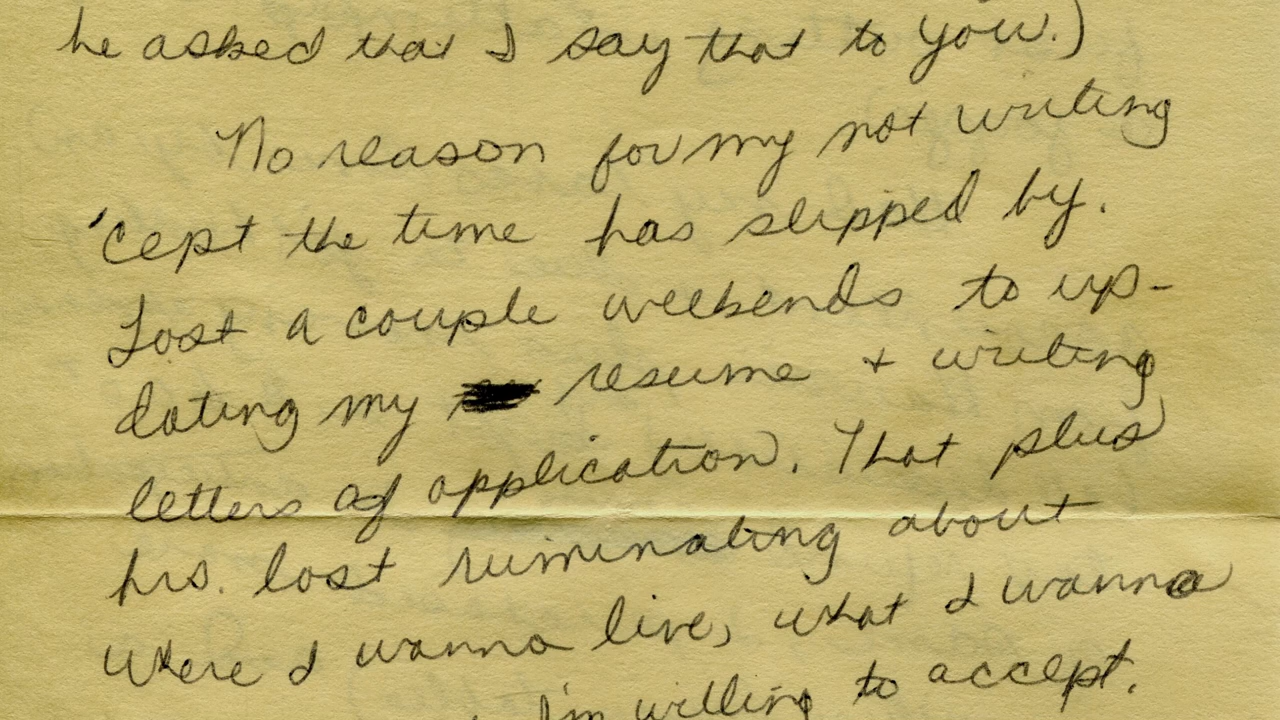 he asked that I say that to you.)
No reason for my not writing
'cept the time has slipped by.
Lost a couple weekends to up-
dating my resume + writing
letters of application. That plus
hrs. lost ruminating about
where I wanna live, what I wanna
I'm willing to accept.